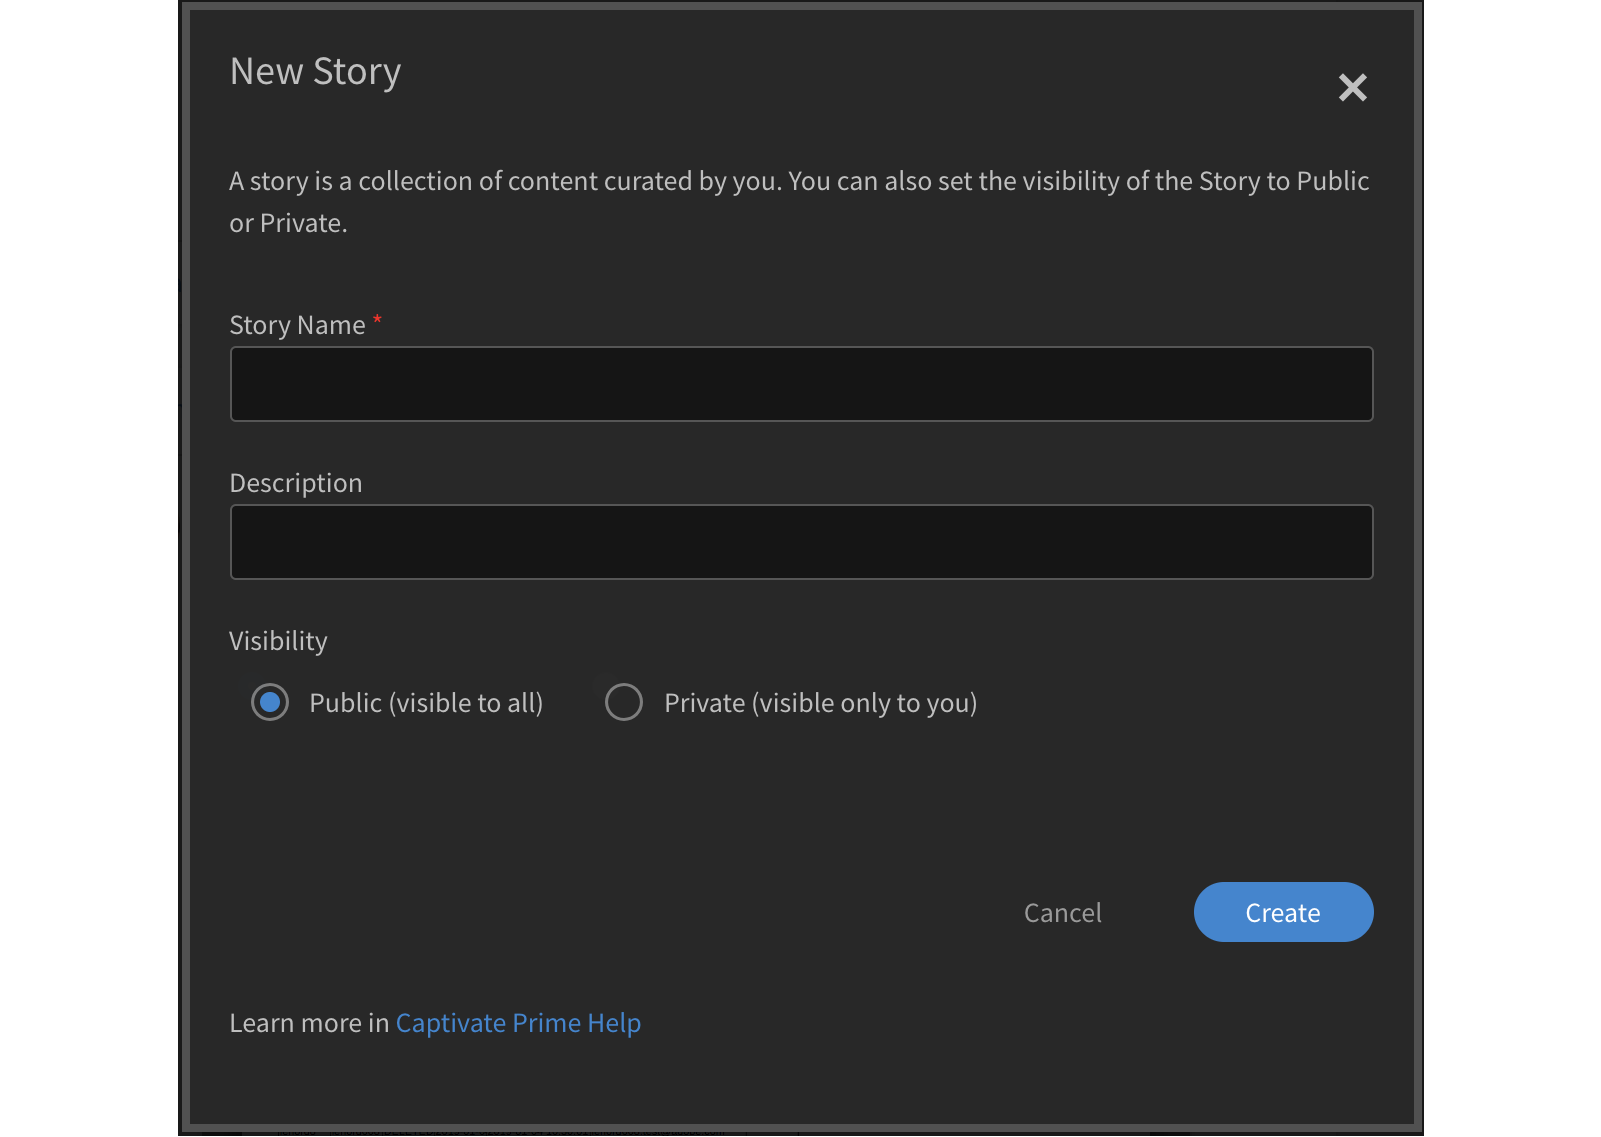 New Story
A story is a collection of content curated by you. You can also set the visibility of the Story to Public
or Private.
Story Name *
Description
Visibility
Public (visible to all) Private (visible only to you)
Cancel Create
Learn more in Captivate Prime Help